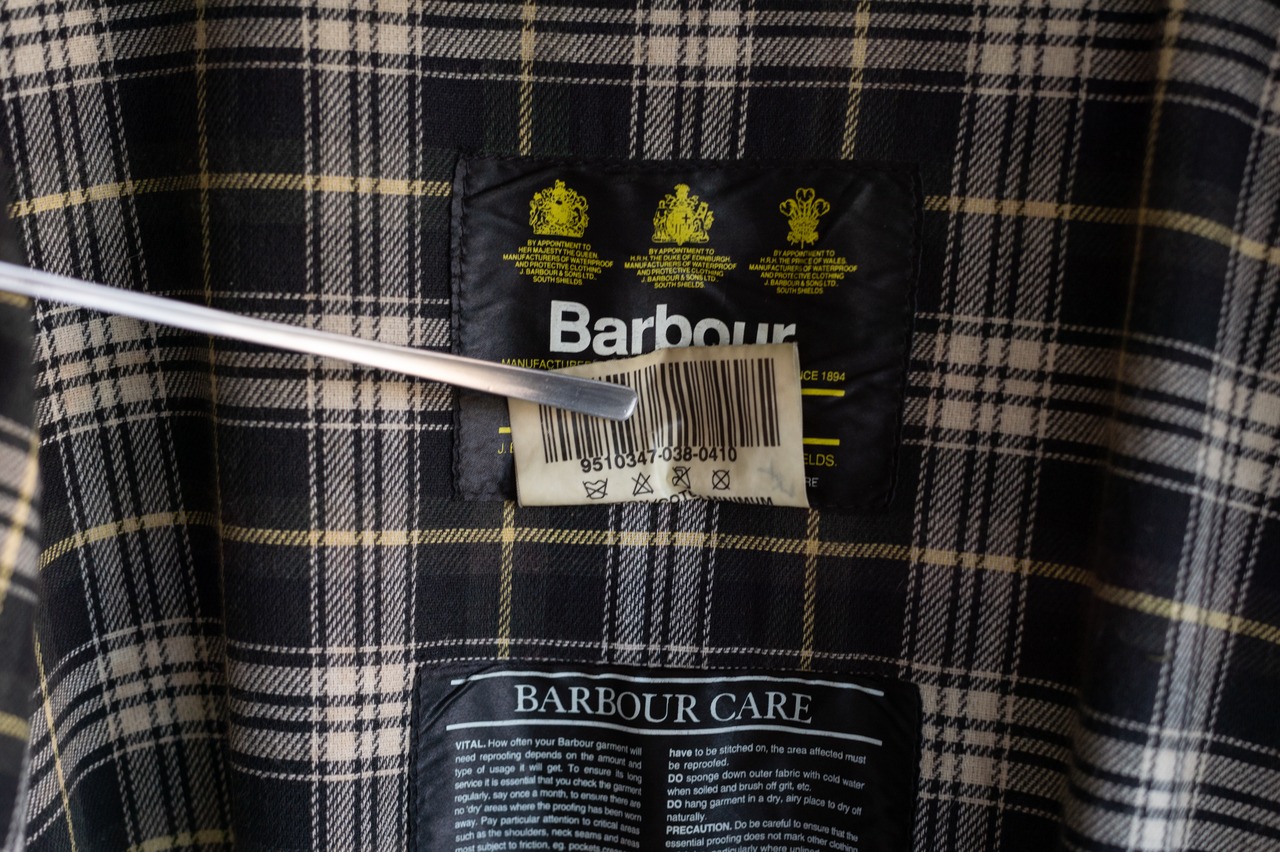 BY APPOINTMENT TO
HER MAJESTY THE QUEEN.
MANUFACTURERS OF WATERPROOF
AND PROTECTIVE CLOTHING
J. BARBOUR & SONS LTD.,
SOUTH SHIELDS
BY APPOINTMENT TO
H.R.H. THE DUKE OF EDINBURGH
MANUFACTURERS OF WATERPROOF
AND PROTECTIVE CLOTHING
J. BARBOUR & SONS LTD.,
SOUTH SHIELDS.
BY APPOINTMENT TO
H.R.H. THE PRINCE OF WALES.
MANUFACTURERS OF WATERPROOF
AND PROTECTIVE CLOTHING
J. BARBOUR & SONS LTD.,
SOUTH SHIELDS
Barbour
1894
9510347-038-0410
BARBOUR CARE
VITAL. How often your Barbour garment will
need reproofing depends on the amount and
type of usage it will get. To ensure its long
service it is essential that you check the garment
regularly, say once a month, to ensure there are
no 'dry' areas where the proofing has been worn
away. Pay particular attention to critical areas
such as the shoulders, neck seams and areas
most subject to friction, eg. pockets
have to be stitched on, the area affected must
be reproofed.
DO sponge down outer fabric with cold water
when soiled and brush off grit, etc.
DO hang garment in a dry, airy place to dry off
naturally.
PRECAUTION. Do be careful to ensure that the
essential proofing does not mark other clothing
particularly where